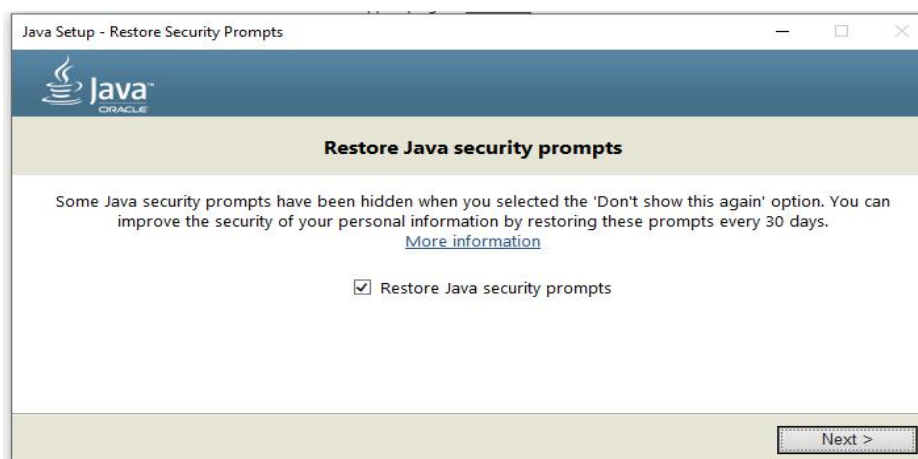 Java Setup - Restore Security Prompts
Java™
ORACLE
Restore Java security prompts
Some Java security prompts have been hidden when you selected the 'Don't show this again' option. You can
improve the security of your personal information by restoring these prompts every 30 days.
More information
Restore Java security prompts
Next >